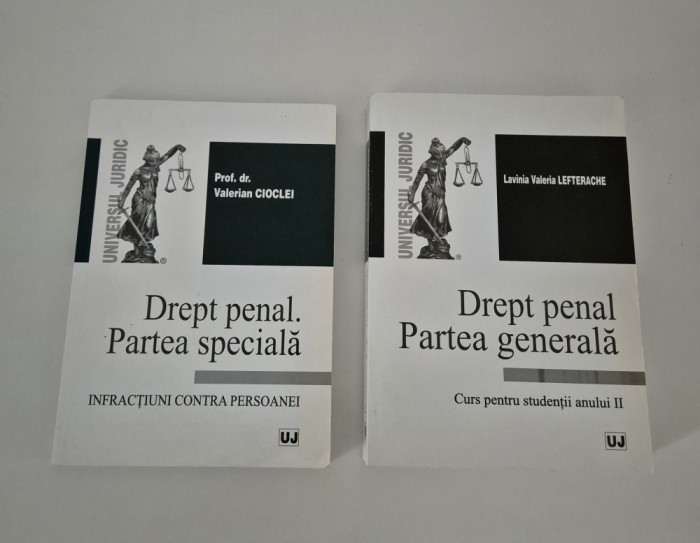 UNIVERSUL JURIDIC
®
Prof. dr.
Valerian CIOCLEI
Drept penal.
Partea specială
INFRACȚIUNI CONTRA PERSOANEI
UJ
UNIVERSUL JURIDIC
®
Lavinia Valeria LEFTERACHE
Drept penal
Partea generală
Curs pentru studenții anului II
UJ